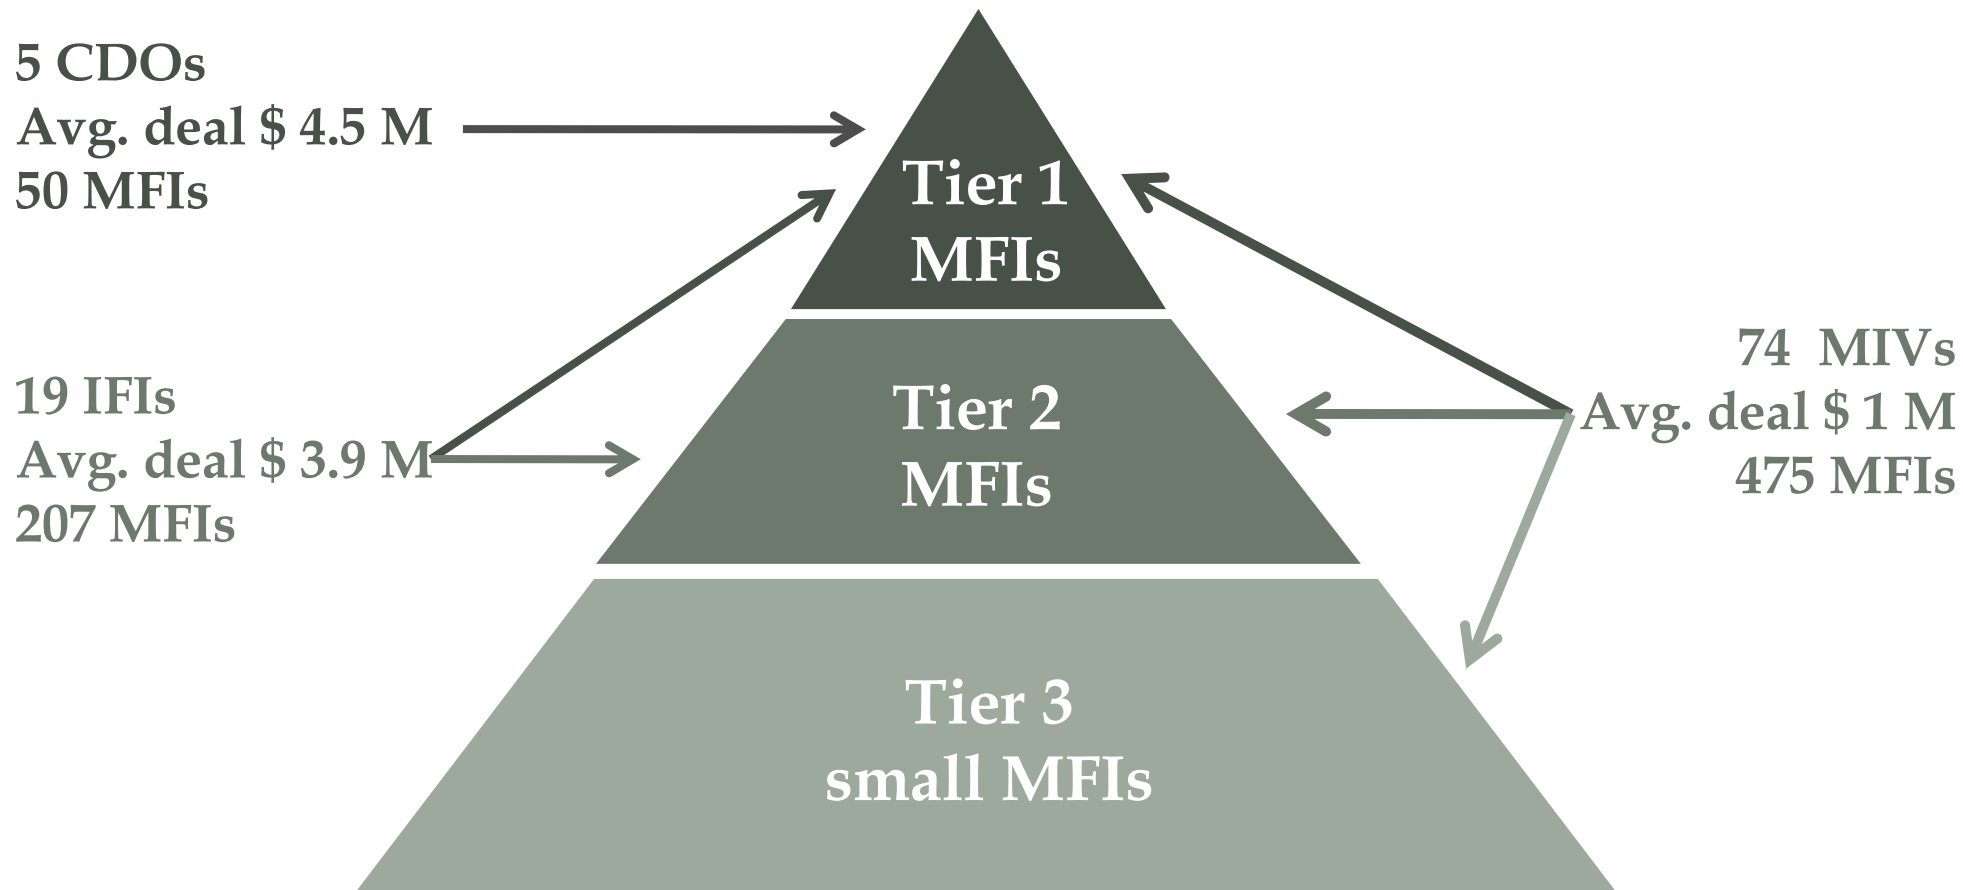 5 CDOs
Avg. deal $ 4.5 M
50 MFIs
Tier 1
MFIs
19 IFIs
Avg. deal $ 3.9 M
207 MFIs
Tier 2
MFIs
74 MIVs
Avg. deal $ 1 M
475 MFIs
Tier 3
small MFIs